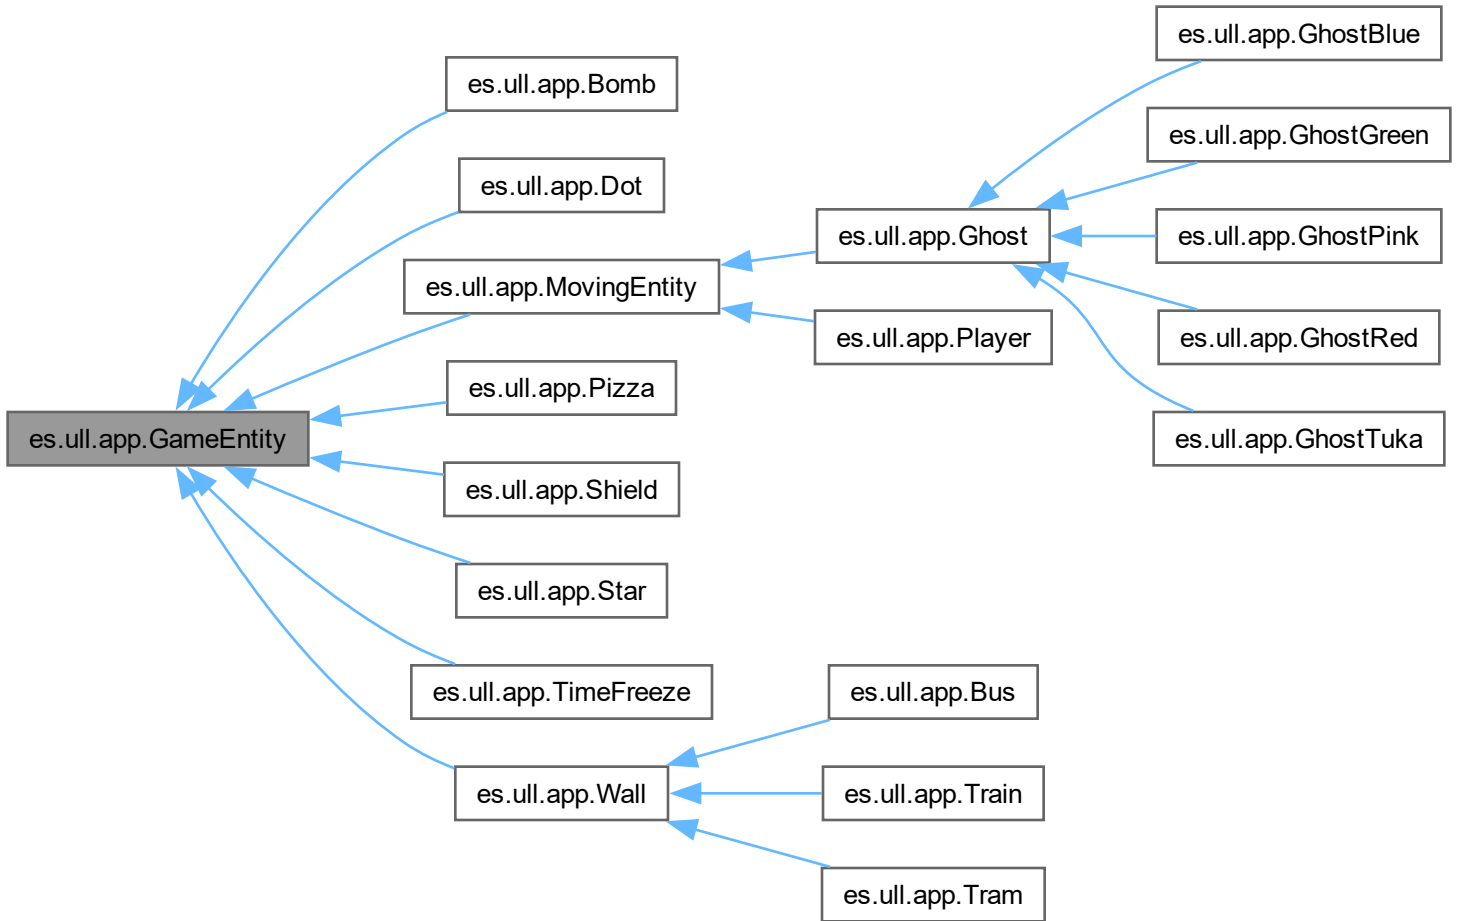 es.ull.app.GameEntity
es.ull.app.Bomb
es.ull.app.Dot
es.ull.app.MovingEntity
es.ull.app.Pizza
es.ull.app.Shield
es.ull.app.Star
es.ull.app.TimeFreeze
es.ull.app.Wall
es.ull.app.Ghost
es.ull.app.Player
es.ull.app.Bus
es.ull.app.Train
es.ull.app.Tram
es.ull.app.GhostBlue
es.ull.app.GhostGreen
es.ull.app.GhostPink
es.ull.app.GhostRed
es.ull.app.GhostTuka